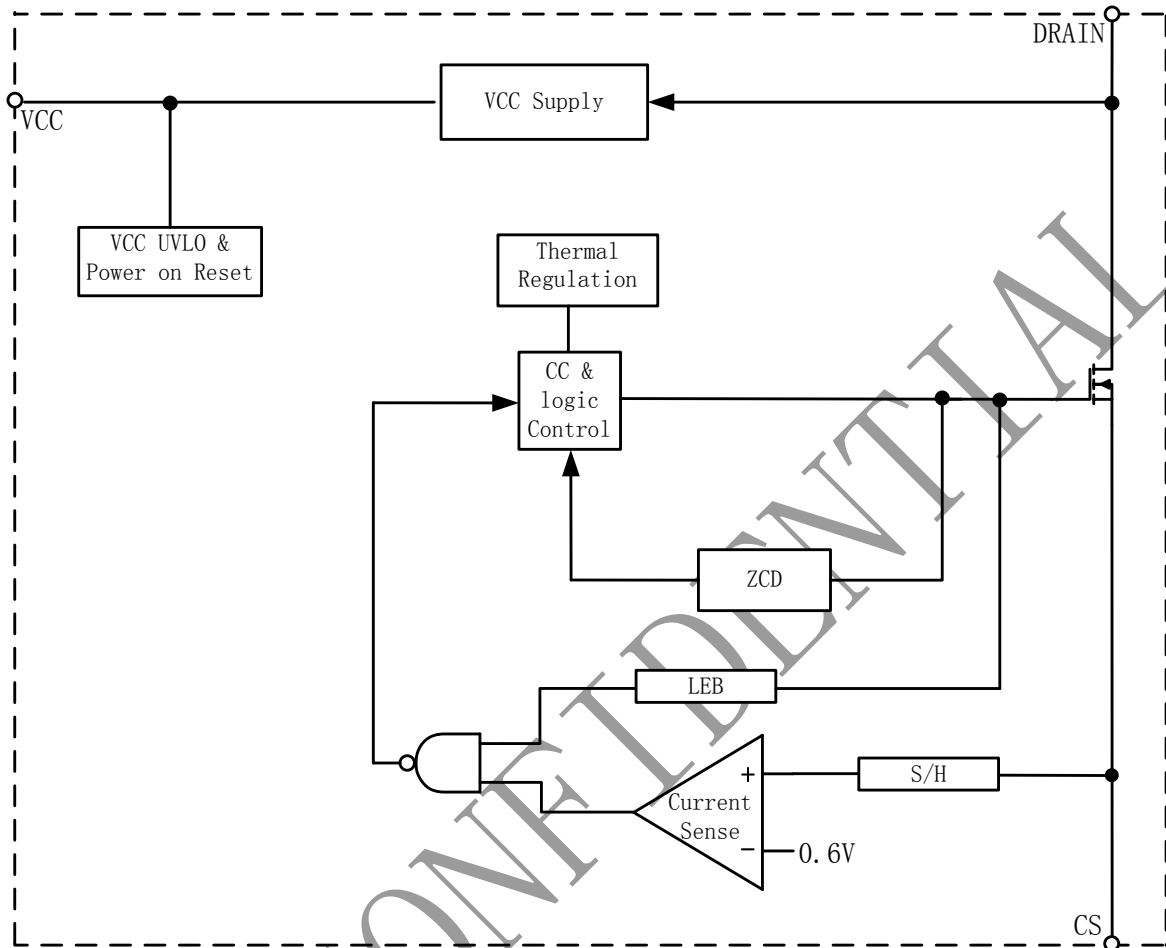 DRAIN
VCC
VCC Supply
VCC UVLO &
Power on Reset
Thermal
Regulation
CC &
logic
Control
ZCD
LEB
S/H
+
Current
Sense
−
0.6V
CS
ONFIDENTIAL